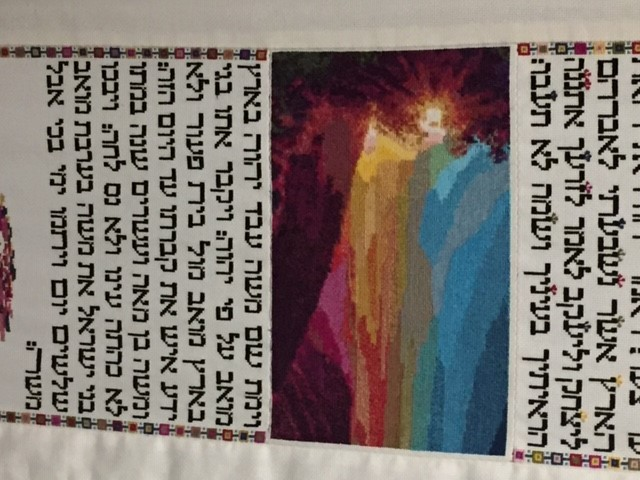 הארץ אשר נשבעתי לאברהם
ליצחק וליעקב לאמר לזרעך אתננה
הראיתיך בעיניך ושמה לא תעבר:
וימת שם משה עבד יהוה בארץ
מואב על פי יהוה: ויקבר אתו בגי
בארץ מואב מול בית פעור ולא
ידע איש את קברתו עד היום הזה:
ומשה בן מאה ועשרים שנה במתו
לא כהתה עינו ולא נס לחה: ויבכו
בני ישראל את משה בערבת מואב
שלשים יום ויתמו ימי בכי אבל
משה: